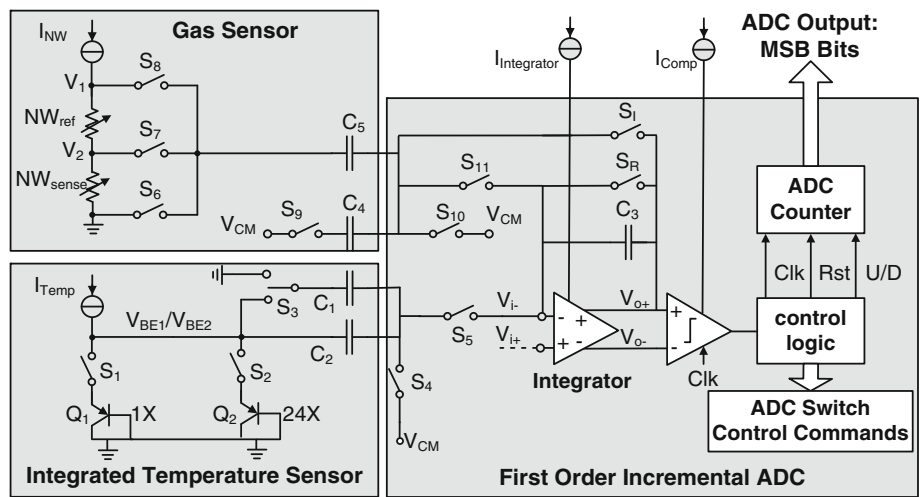 Gas Sensor
I_NW
V_1
NW_ref
V_2
NW_sense
S_8
S_7
S_6
C_5
V_CM
S_9
C_4
I_Integrator
I_Comp
ADC Output:
MSB Bits
S_I
S_11
S_R
S_10
V_CM
C_3
ADC
Counter
Clk
Rst
U/D
I_Temp
V_BE1/V_BE2
S_3
C_1
C_2
S_1
S_2
Q_1
1X
Q_2
24X
S_4
V_CM
Integrated Temperature Sensor
S_5
V_i-
V_i+
-
+
+
-
Integrator
V_o+
V_o-
+
-
Clk
control
logic
ADC Switch
Control Commands
First Order Incremental ADC